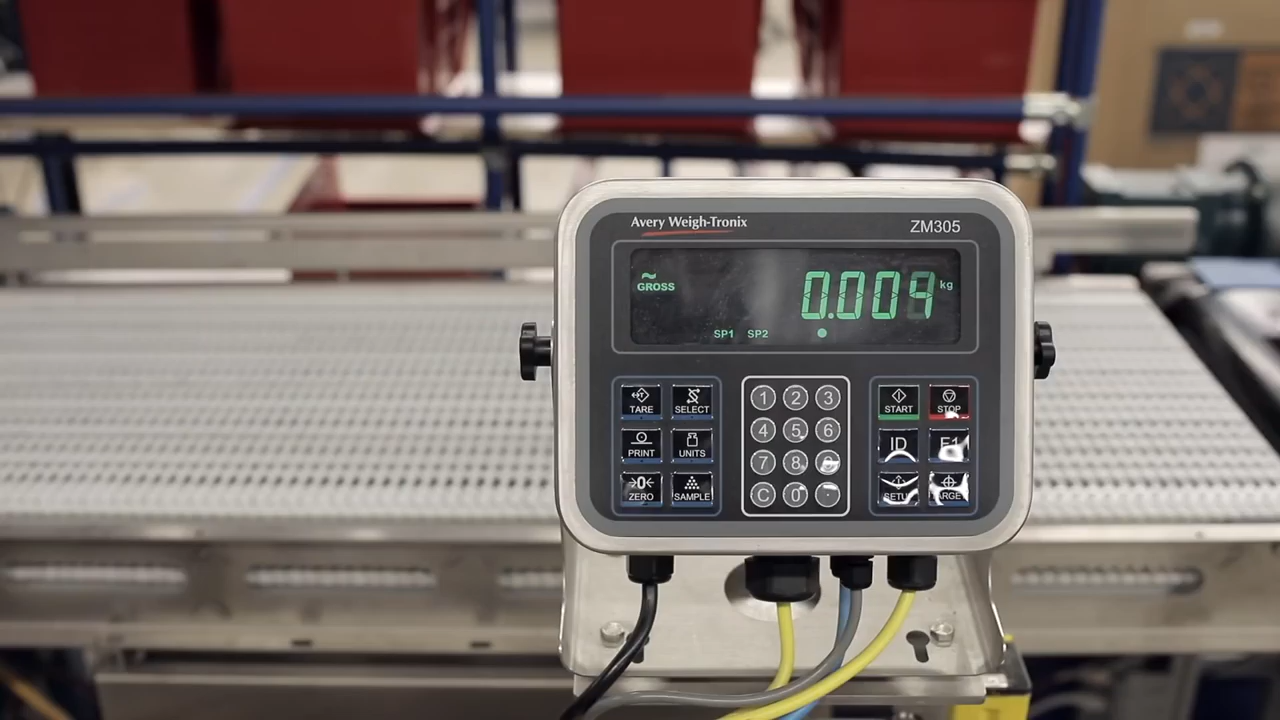 Avery Weigh-Tronix
ZM305
~
GROSS
0.009 kg
SP1 SP2
TARE SELECT
PRINT UNITS
ZERO SAMPLE
1 2 3
4 5 6
7 8 9
C 0 .
START STOP
ID F1
SETUP TARGET